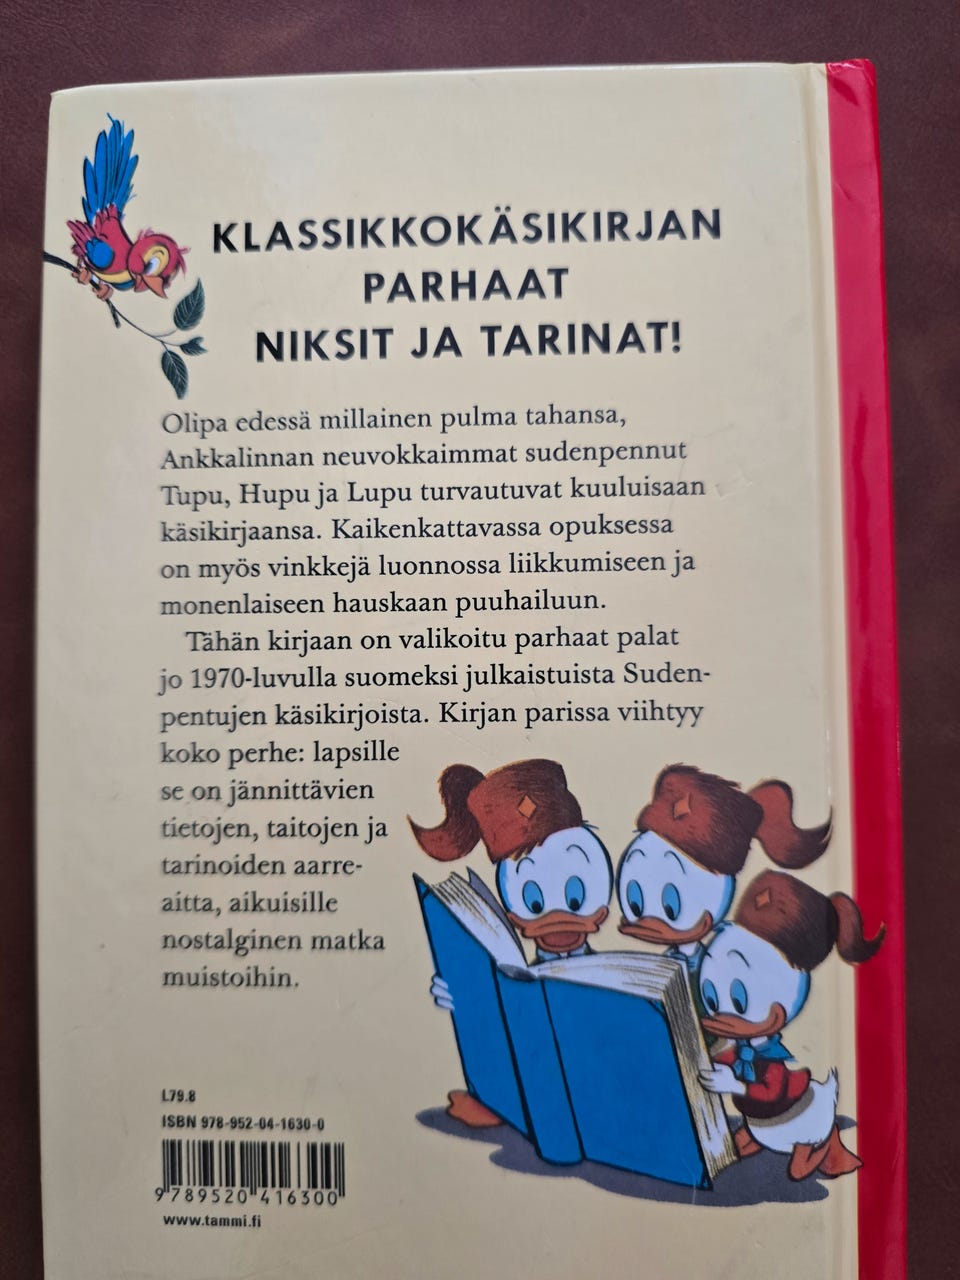 KLASSIKKOKÄSIKIRJAN
PARHAAT
NIKSIT JA TARINAT!
Olipa edessä millainen pulma tahansa,
Ankkalinnan neuvokkaimmat sudenpennut
Tupu, Hupu ja Lupu turvautuvat kuuluisaan
käsikirjaansa. Kaikenkattavassa opuksessa
on myös vinkkejä luonnossa liikkumiseen ja
monenlaiseen hauskaan puuhailuun.
Tähän kirjaan on valikoitu parhaat palat
jo 1970-luvulla suomeksi julkaistuista Suden-
pentujen käsikirjoista. Kirjan parissa viihtyy
koko perhe: lapsille
se on jännittävien
tietojen, taitojen ja
tarinoiden aarre-
aitta, aikuisille
nostalginen matka
muistoihin.
L79.8
ISBN 978-952-04-1630-0
9 789520 416300
www.tammi.fi